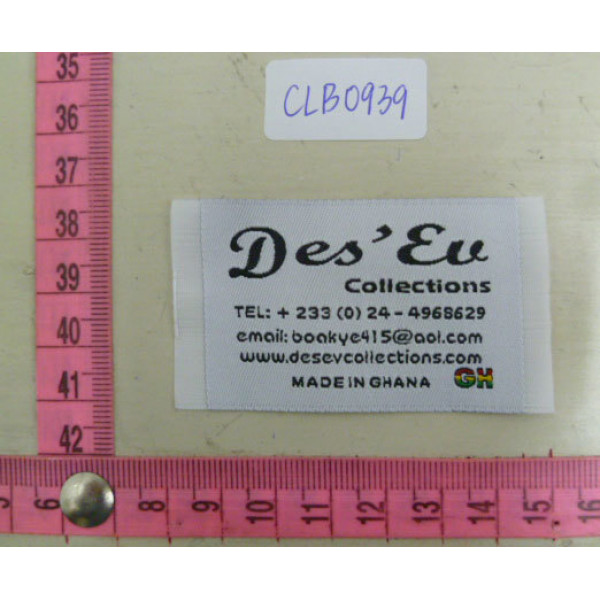 CLB0939
Des' Ev
Collections
TEL: + 233 (0) 24 - 4968629
email: boakye415@aol.com
www.desevcollections.com
MADE IN GHANA GH
35
36
37
38
39
40
41
42
5 6 8 9 10 11 12 13 14 15 16